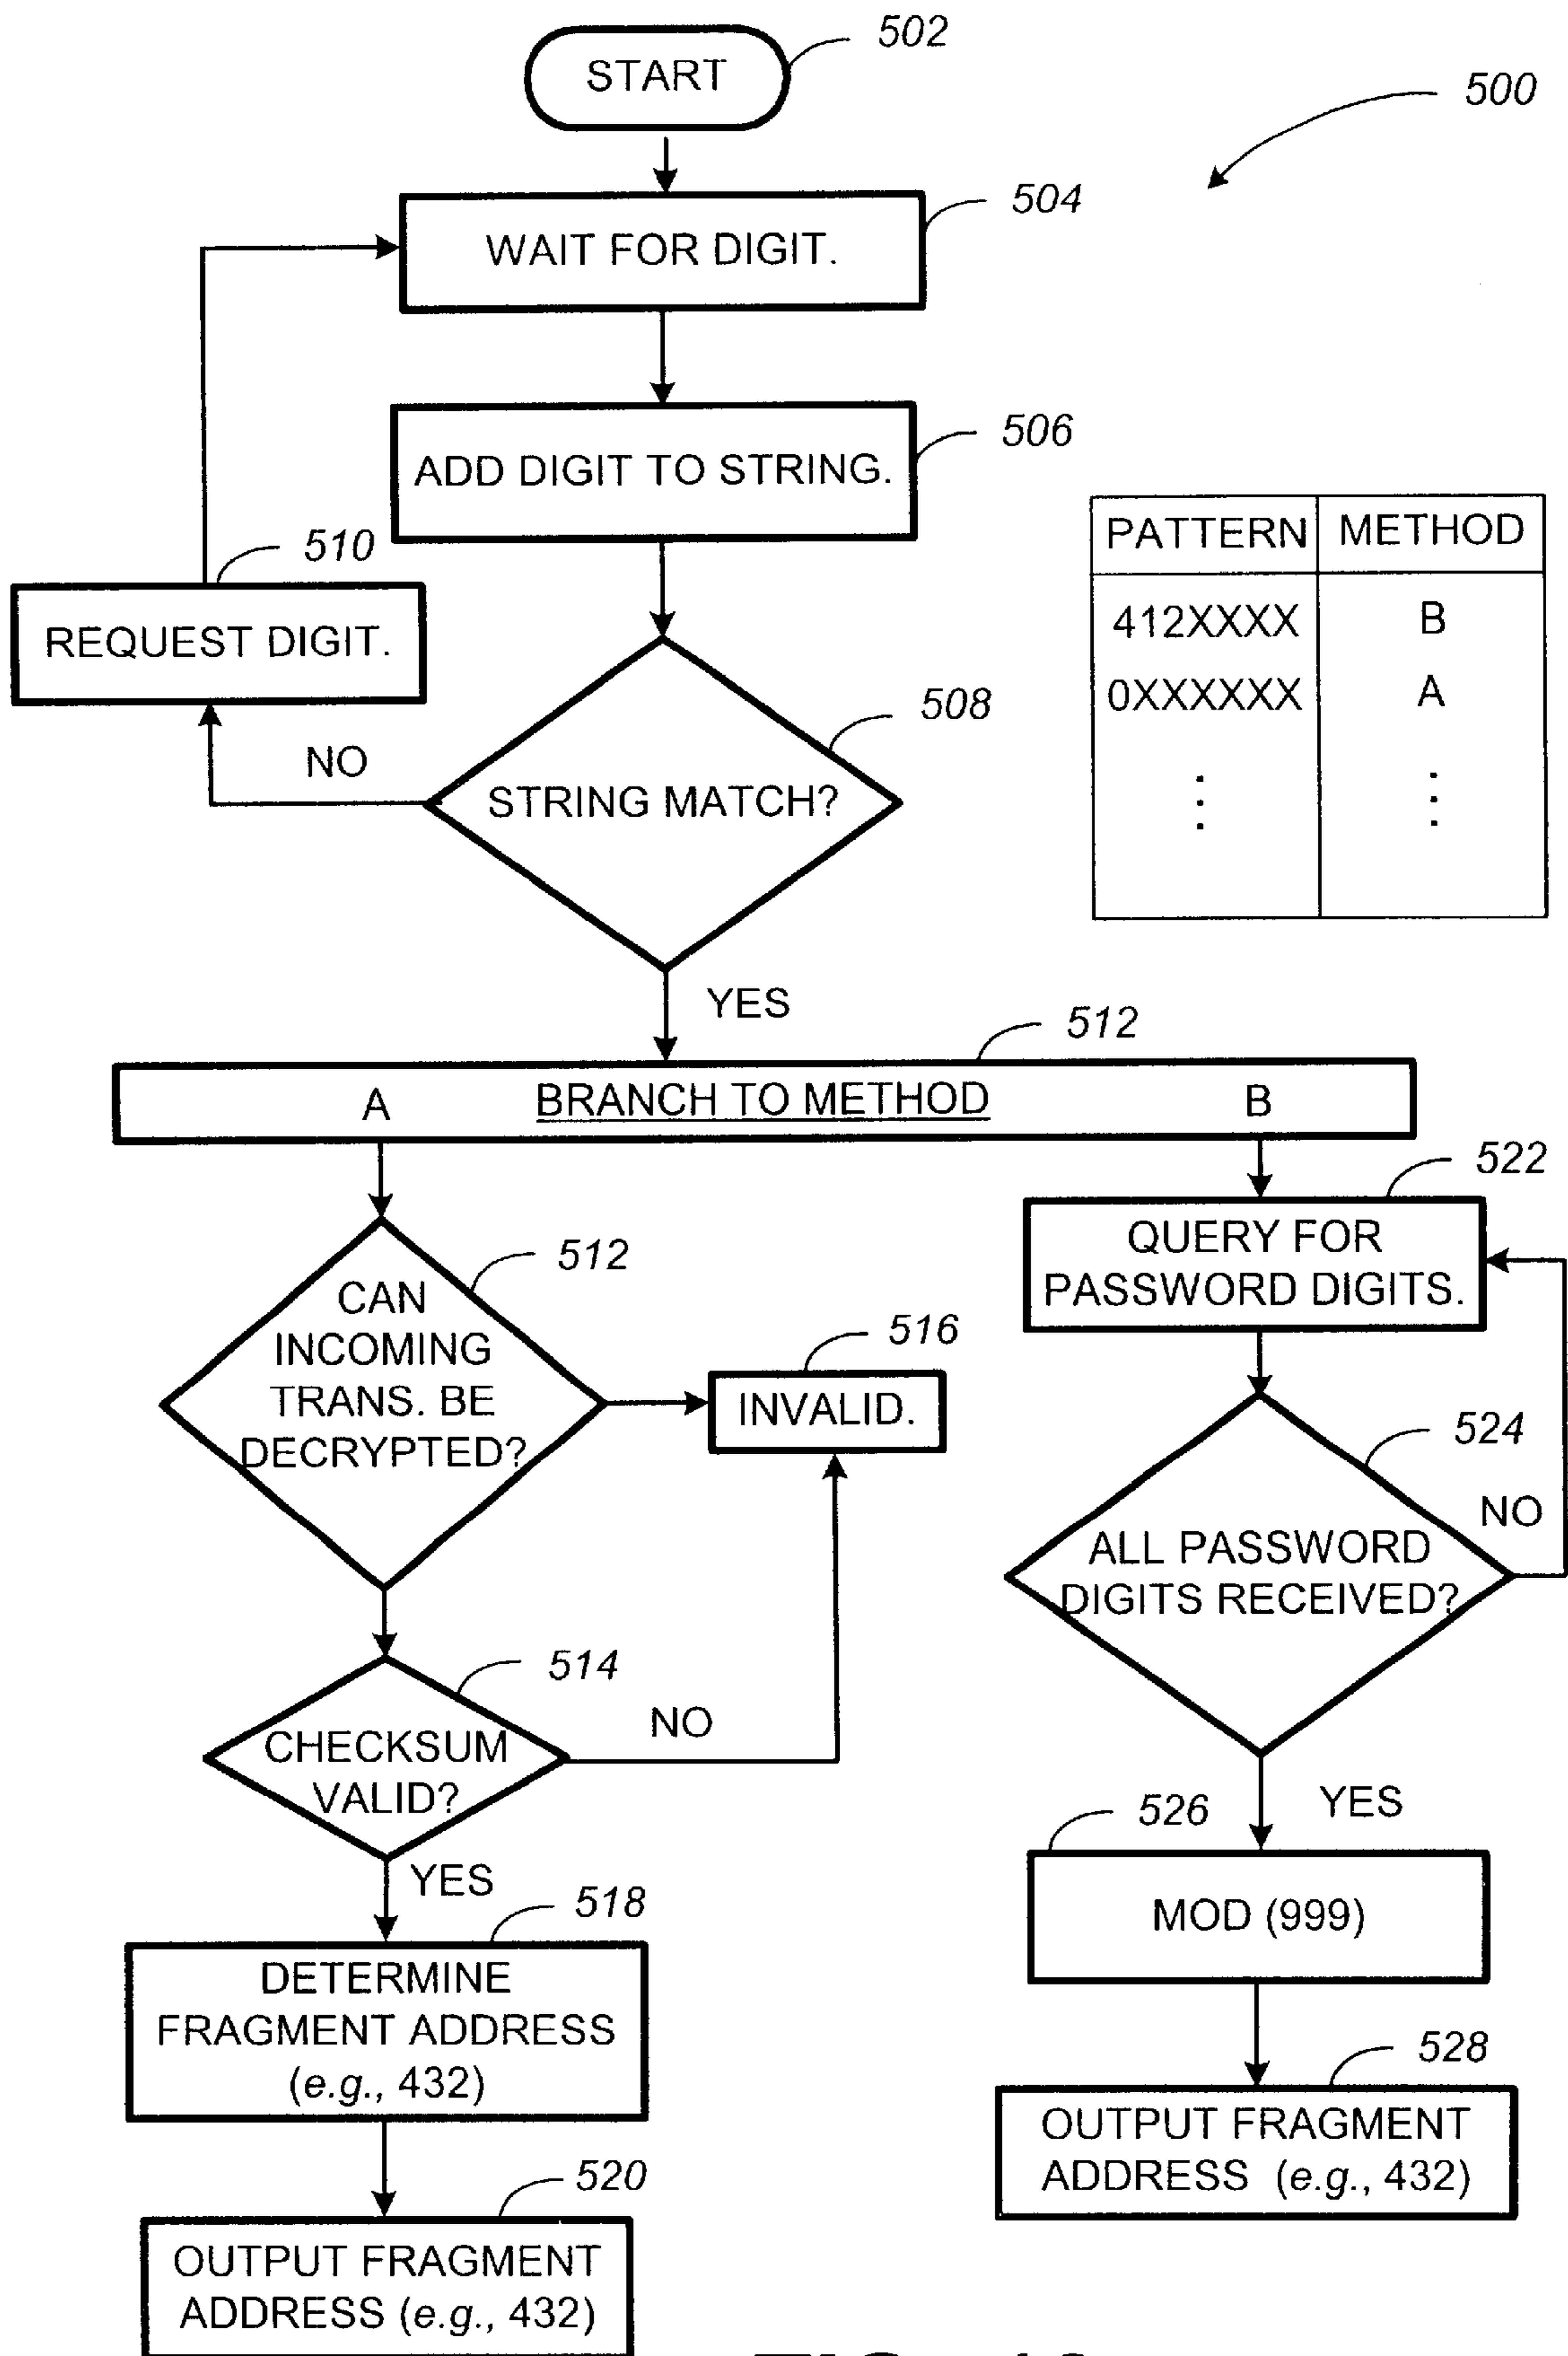 502
START
500
504
WAIT FOR DIGIT.
506
ADD DIGIT TO STRING.
PATTERN METHOD
412XXXX B
0XXXXXX A
510
REQUEST DIGIT.
508
NO
STRING MATCH?
YES
512
A BRANCH TO METHOD B
522
QUERY FOR
PASSWORD DIGITS.
512
CAN
INCOMING
TRANS. BE
DECRYPTED?
516
INVALID.
524
NO
ALL PASSWORD
DIGITS RECEIVED?
514
NO
CHECKSUM
VALID?
YES
526
YES
MOD (999)
518
DETERMINE
FRAGMENT ADDRESS
(e.g., 432)
528
OUTPUT FRAGMENT
ADDRESS (e.g., 432)
520
OUTPUT FRAGMENT
ADDRESS (e.g., 432)